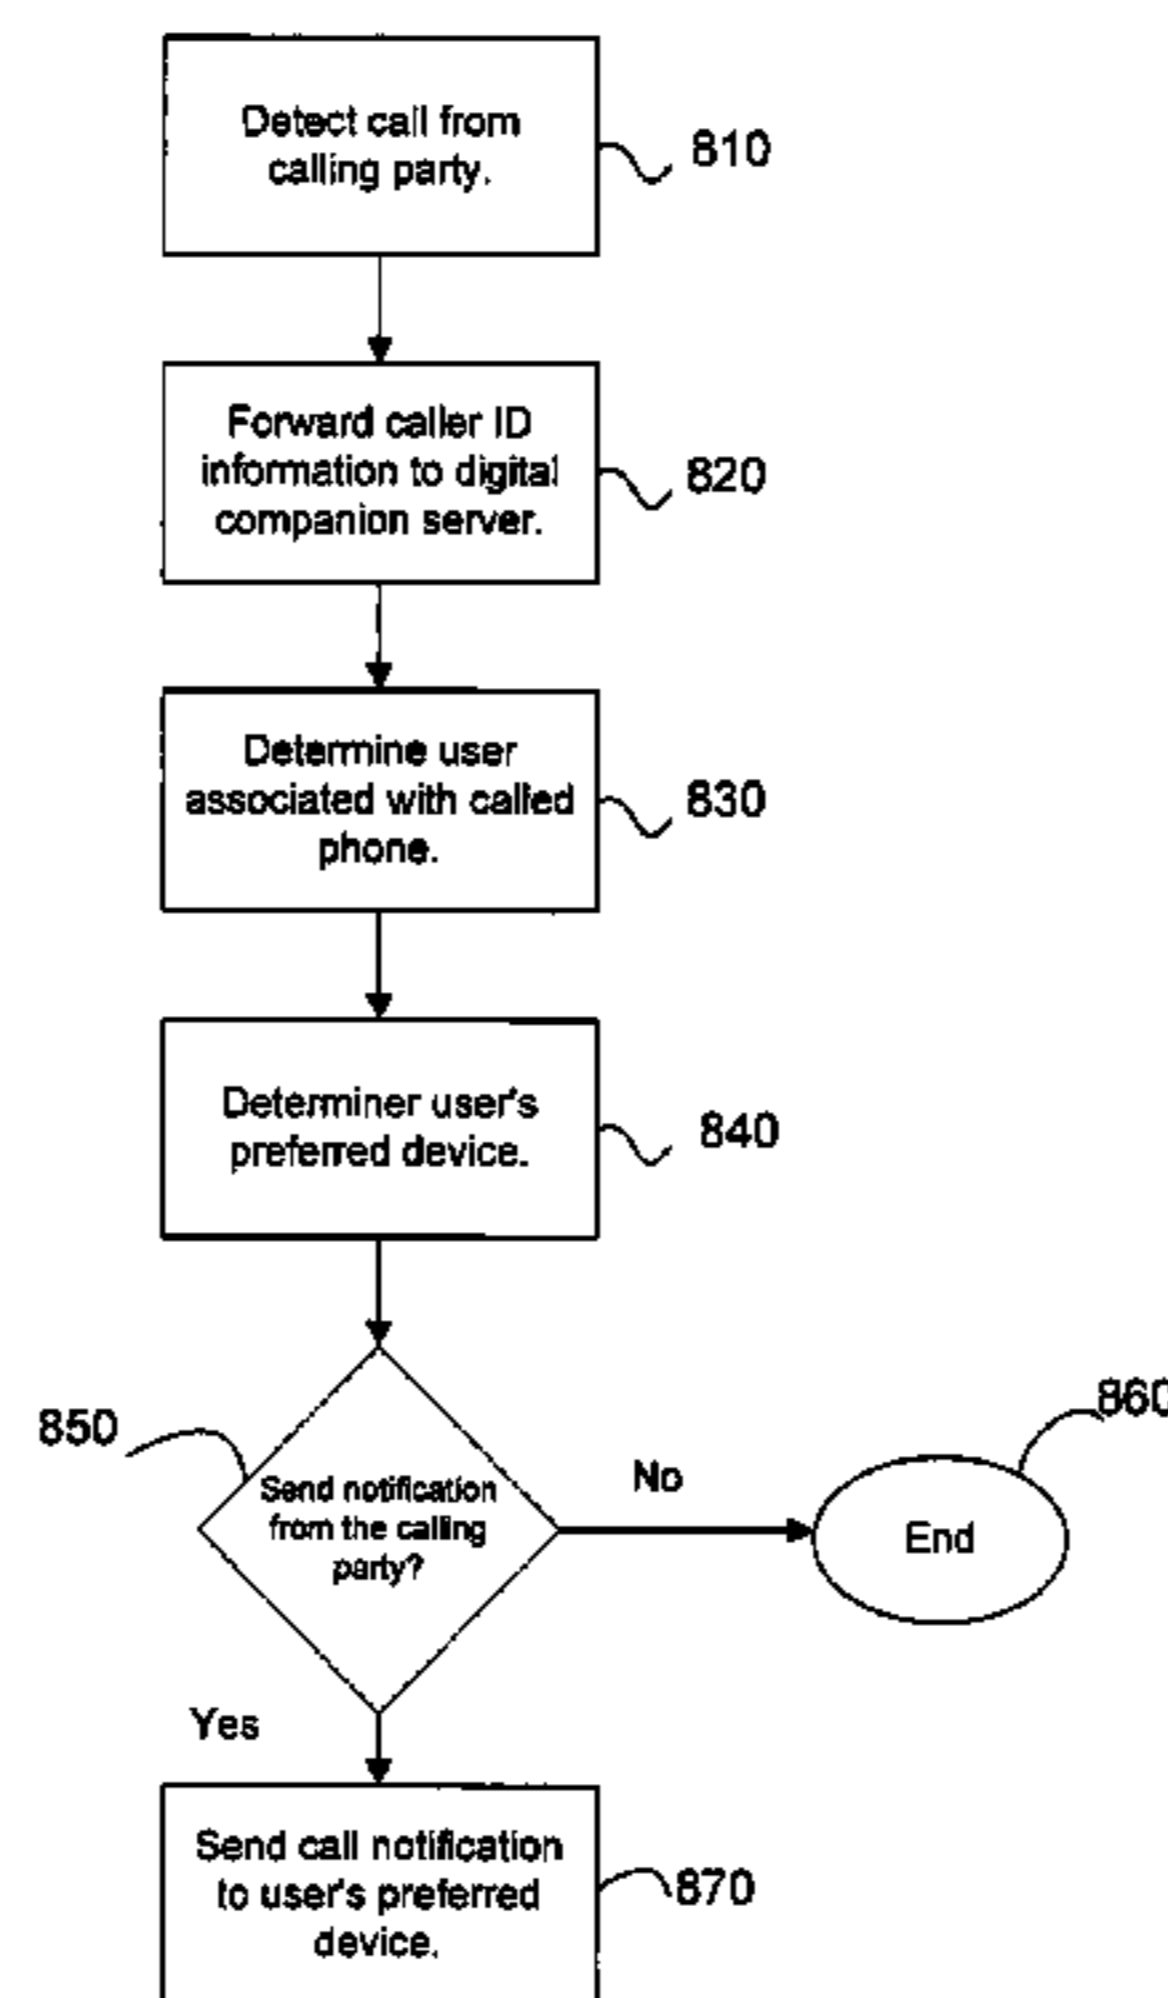 Detect call from
calling party.
810
Forward caller ID
information to digital
companion server.
820
Determine user
associated with called
phone.
830
Determiner user's
preferred device.
840
850
Send notification
from the calling
party?
No
860
End
Yes
Send call notification
to user's preferred
device.
870